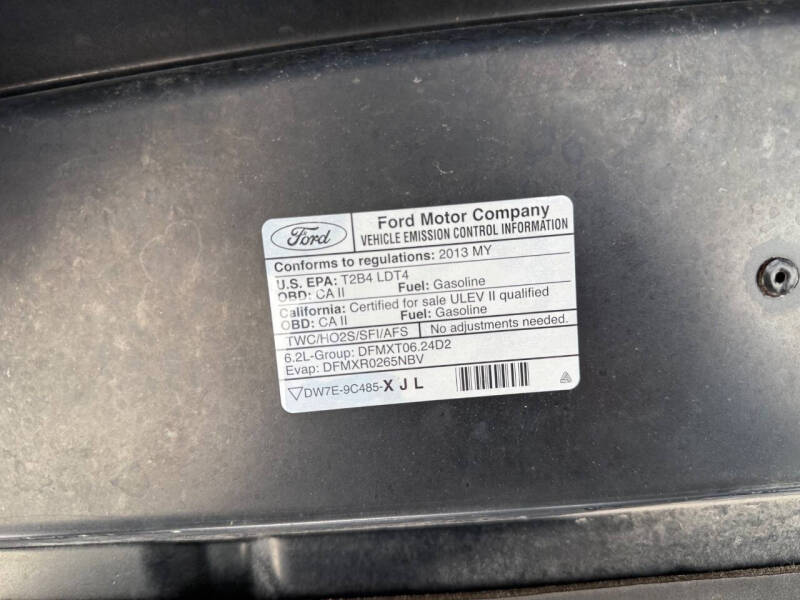 Ford
Ford Motor Company
VEHICLE EMISSION CONTROL INFORMATION
Conforms to regulations: 2013 MY
U.S. EPA: T2B4 LDT4
OBD: CA II Fuel: Gasoline
California: Certified for sale ULEV II qualified
OBD: CA II Fuel: Gasoline
TWC/HO2S/SFI/AFS No adjustments needed.
6.2L-Group: DFMXT06.24D2
Evap: DFMXR0265NBV
DW7E-9C485-X J L